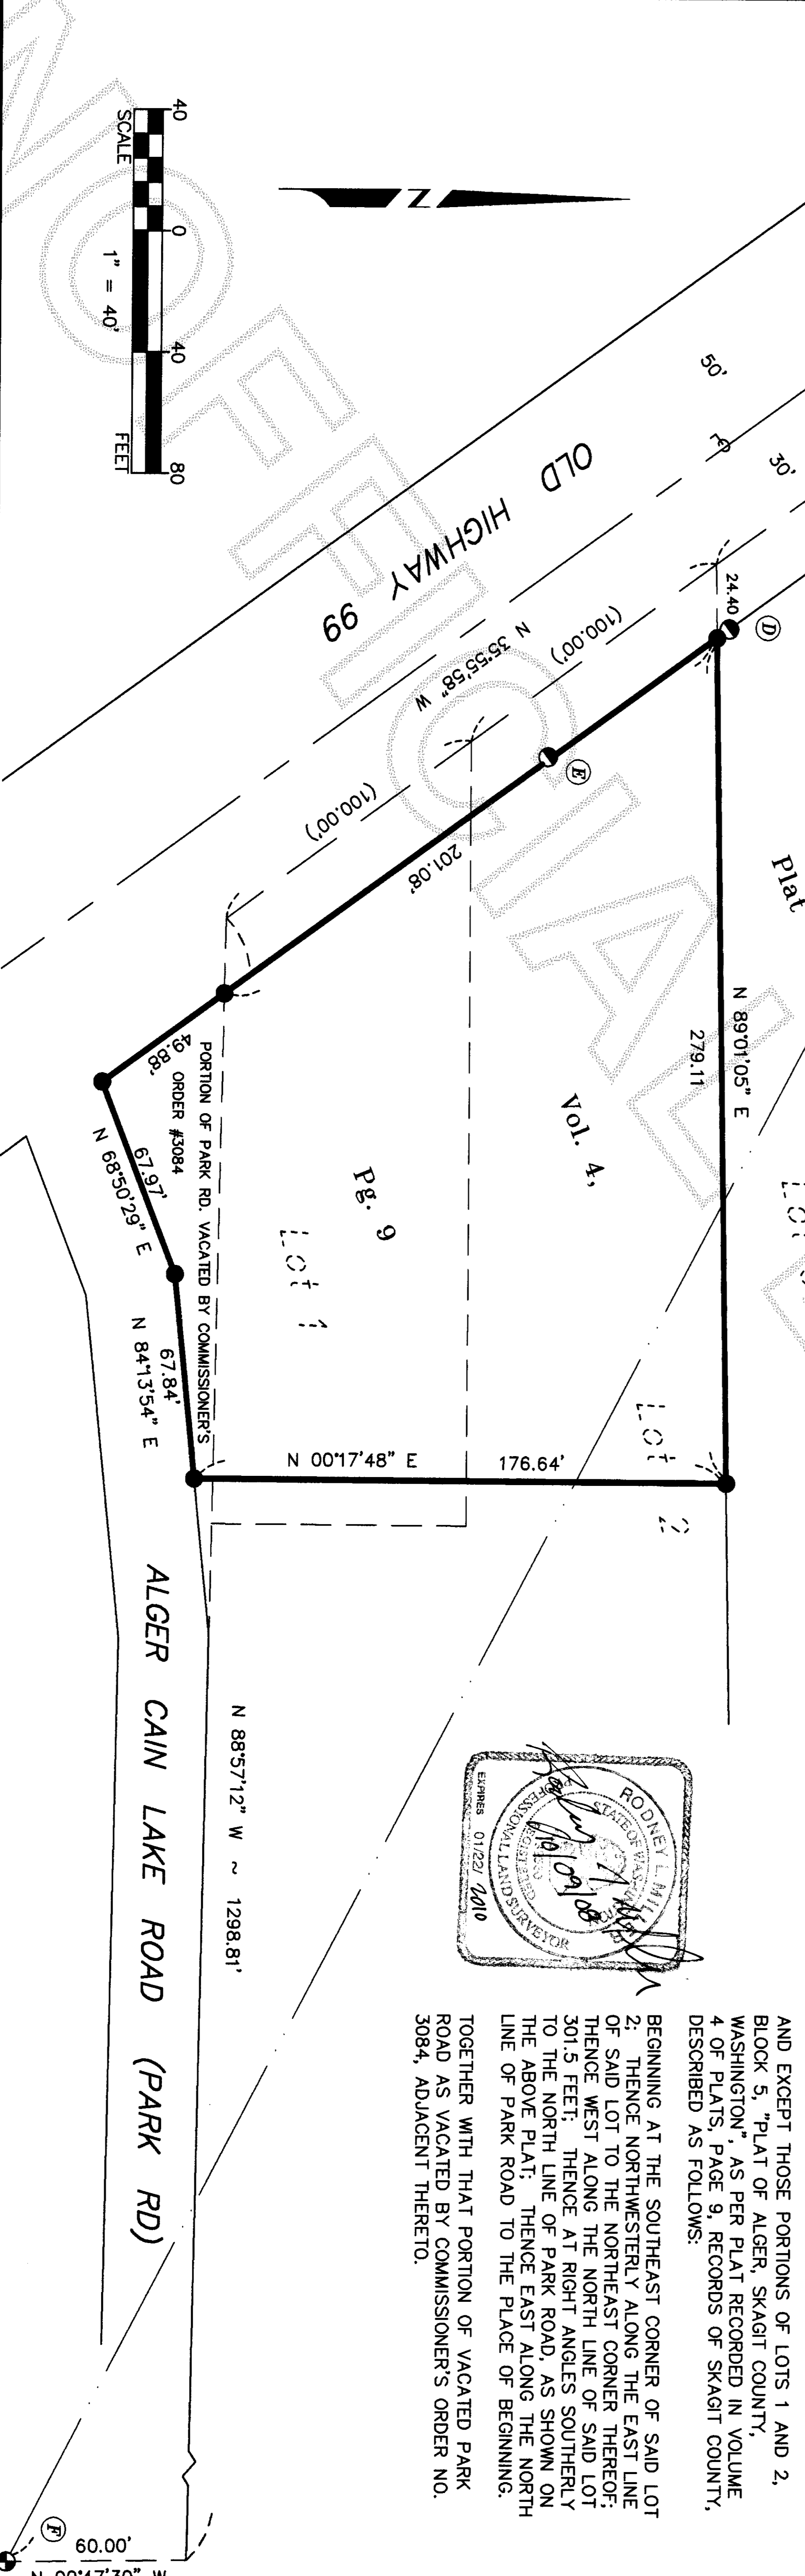 UNOFFICIAL
40 0 40 80
SCALE 1" = 40' FEET
N
50'
30'
OLD HIGHWAY 99
24.40
D
(100.00')
N 35°55'58" W
(100.00')
E
201.08'
Plat
N 89°01'05" E
279.11
Vol. 4,
Pg. 9
Lot 1
Lot 2
Lot
49.88'
PORTION OF PARK RD. VACATED BY COMMISSIONER'S
ORDER #3084
67.97'
N 68°50'29" E
67.84'
N 84°13'54" E
N 00°17'48" E 176.64'
ALGER CAIN LAKE ROAD (PARK RD)
N 88°57'12" W ~ 1298.81'
RODNEY L. MIL
STATE OF WAS
REGISTERED
PROFESSIONAL LAND SURVEYOR
10/09/08
EXPIRES 01/22/ 2010
AND EXCEPT THOSE PORTIONS OF LOTS 1 AND 2,
BLOCK 5, "PLAT OF ALGER, SKAGIT COUNTY,
WASHINGTON", AS PER PLAT RECORDED IN VOLUME
4 OF PLATS, PAGE 9, RECORDS OF SKAGIT COUNTY,
DESCRIBED AS FOLLOWS:
BEGINNING AT THE SOUTHEAST CORNER OF SAID LOT
2; THENCE NORTHWESTERLY ALONG THE EAST LINE
OF SAID LOT TO THE NORTHEAST CORNER THEREOF;
THENCE WEST ALONG THE NORTH LINE OF SAID LOT
301.5 FEET; THENCE AT RIGHT ANGLES SOUTHERLY
TO THE NORTH LINE OF PARK ROAD, AS SHOWN ON
THE ABOVE PLAT; THENCE EAST ALONG THE NORTH
LINE OF PARK ROAD TO THE PLACE OF BEGINNING.
TOGETHER WITH THAT PORTION OF VACATED PARK
ROAD AS VACATED BY COMMISSIONER'S ORDER NO.
3084, ADJACENT THERETO.
F
60.00'